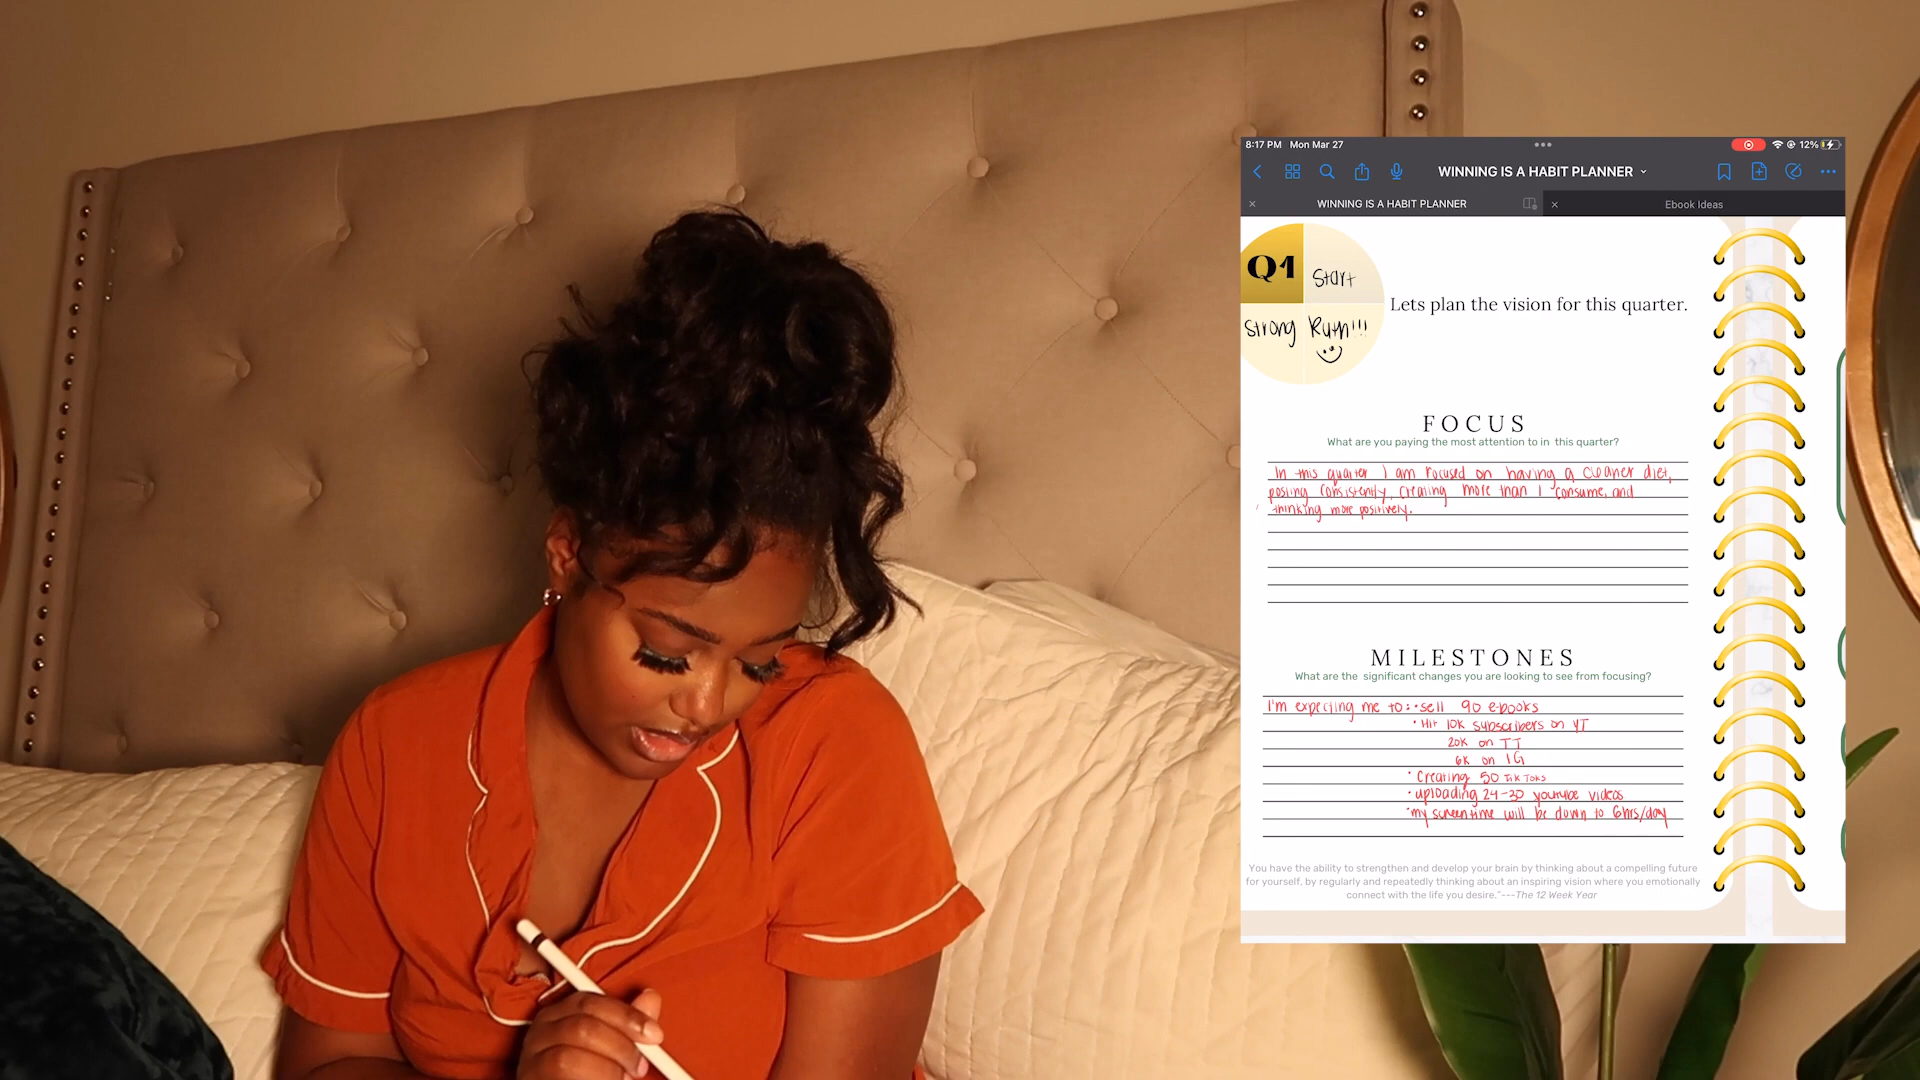 8:17 PM Mon Mar 27
12%
WINNING IS A HABIT PLANNER
WINNING IS A HABIT PLANNER
Ebook Ideas
Q1 Start
Strong Ruth!!!
Lets plan the vision for this quarter.
FOCUS
What are you paying the most attention to in this quarter?
In this quarter I am focused on having a cleaner diet,
posting consistently, creating more than I consume, and
thinking more positively.
MILESTONES
What are the significant changes you are looking to see from focusing?
I'm expecting me to: • sell 90 e-books
• Hit 10K subscribers on YT
20K on TT
6K on IG
• Creating 50 Tik Toks
• uploading 24-30 youtube videos
• my screentime will be down to 6hrs/day
You have the ability to strengthen and develop your brain by thinking about a compelling future
for yourself, by regularly and repeatedly thinking about an inspiring vision where you emotionally
connect with the life you desire."---The 12 Week Year